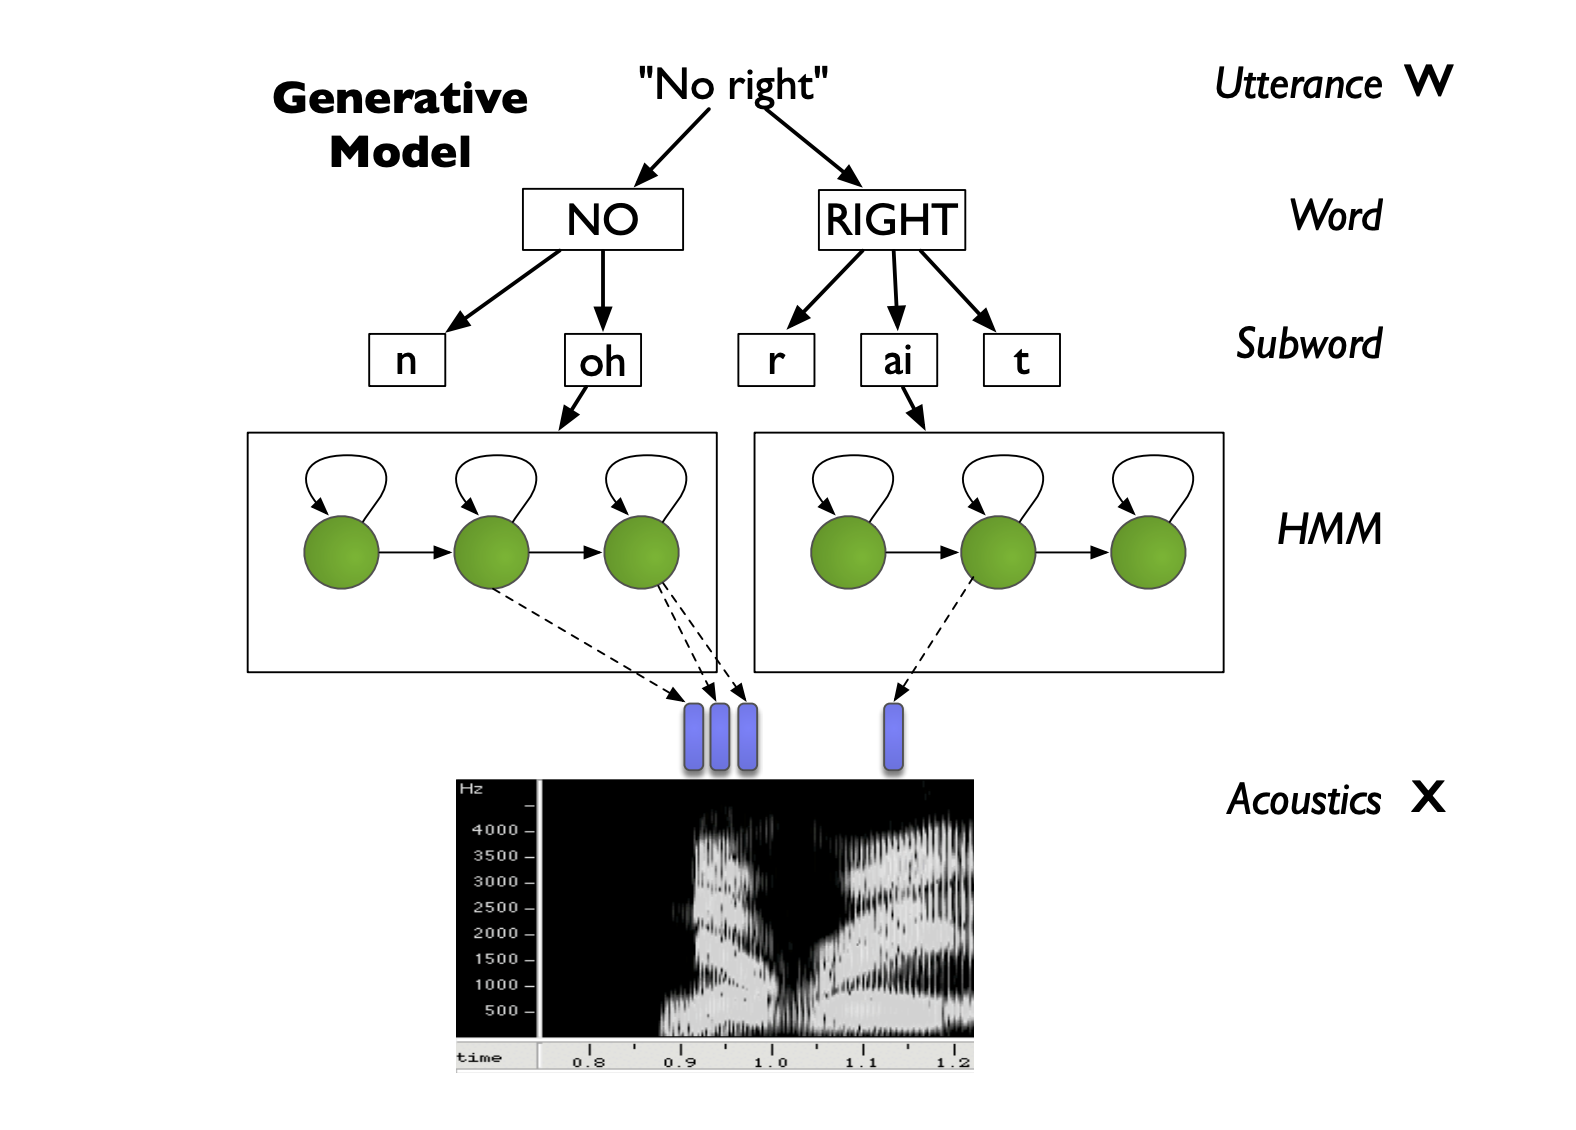 Generative
Model
"No right"
Utterance W
NO
RIGHT
Word
n
oh
r
ai
t
Subword
HMM
Acoustics X
Hz
4000
3500
3000
2500
2000
1500
1000
500
time
0.8
0.9
1.0
1.1
1.2